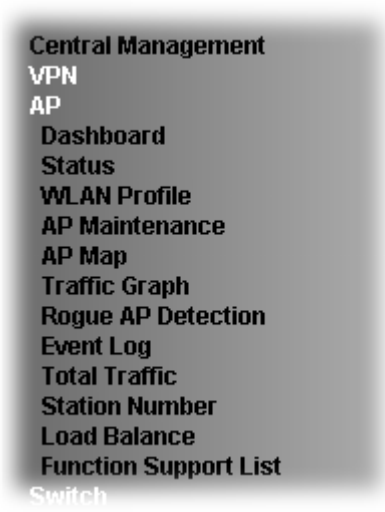 Central Management
VPN
AP
Dashboard
Status
WLAN Profile
AP Maintenance
AP Map
Traffic Graph
Rogue AP Detection
Event Log
Total Traffic
Station Number
Load Balance
Function Support List
Switch